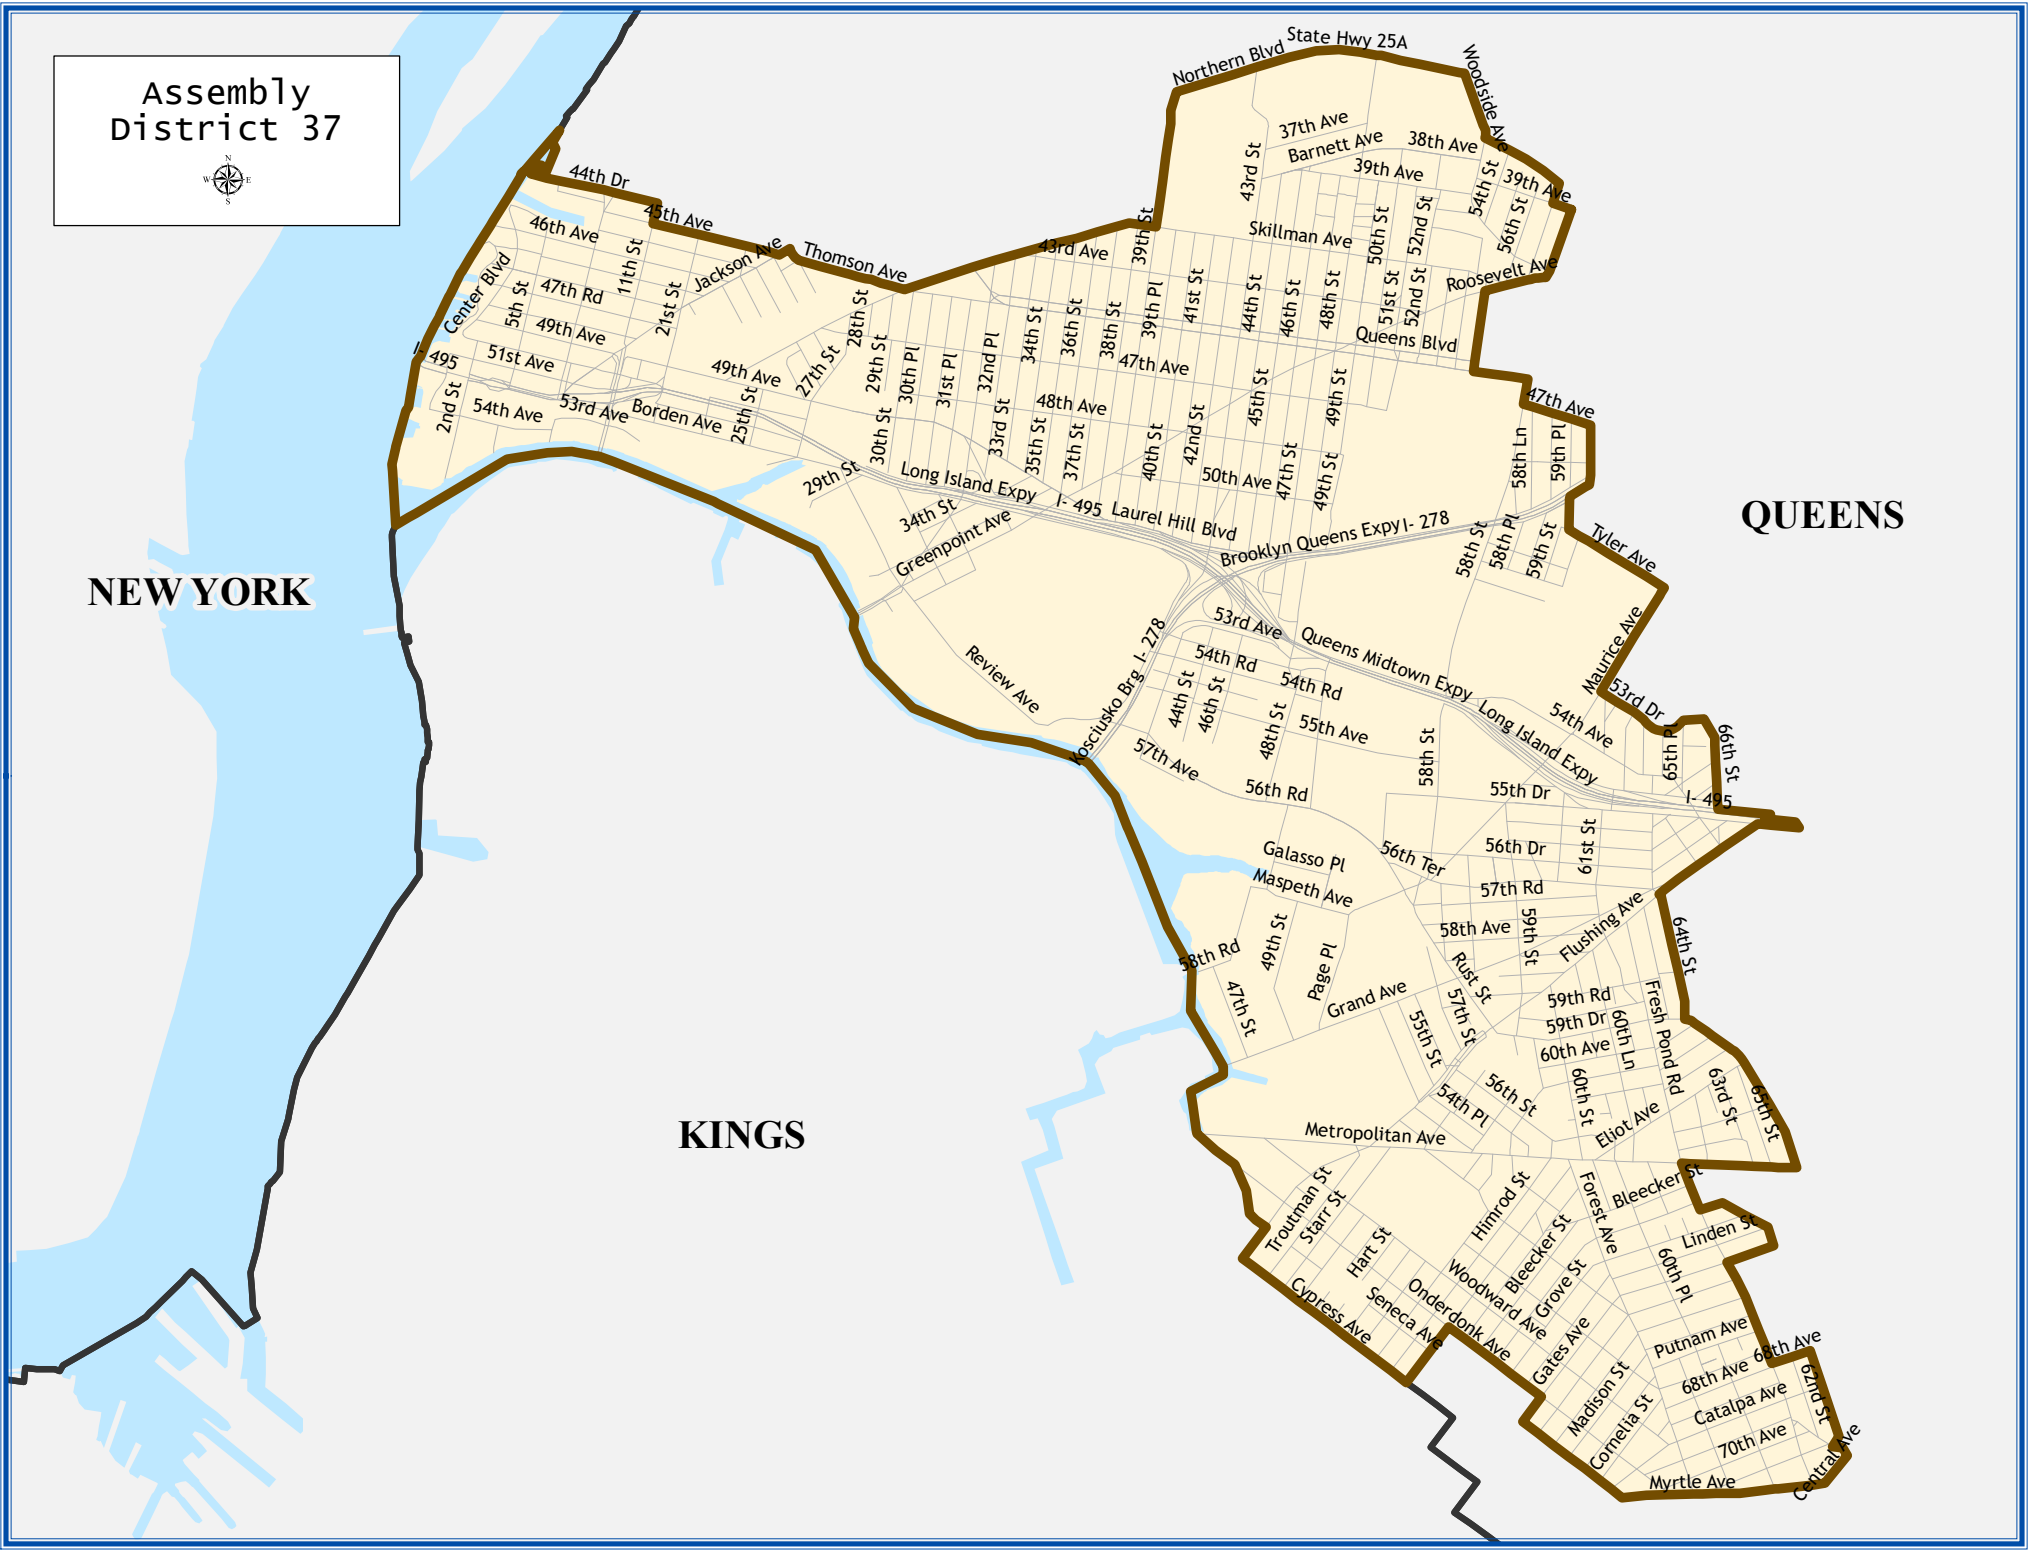 Assembly
District 37
N
W
E
S
State Hwy 25A
Northern Blvd
Woodside Ave
37th Ave
Barnett Ave
38th Ave
39th Ave
39th Ave
43rd St
54th St
44th Dr
45th Ave
46th Ave
Jackson Ave
Thomson Ave
43rd Ave
39th St
Skillman Ave
50th St
52nd St
56th St
Roosevelt Ave
Center Blvd
5th St
47th Rd
11th St
21st St
28th St
49th Ave
51st Ave
I- 495
2nd St
54th Ave
53rd Ave
Borden Ave
25th St
49th Ave
27th St
29th St
30th Pl
31st Pl
32nd Pl
34th St
36th St
38th St
39th Pl
41st St
44th St
46th St
48th St
51st St
52nd St
Queens Blvd
47th Ave
47th Ave
48th Ave
30th St
33rd St
35th St
37th St
40th St
42nd St
45th St
47th St
49th St
49th St
50th Ave
58th Ln
59th Pl
29th St
Long Island Expy
I- 495
Laurel Hill Blvd
34th St
Greenpoint Ave
Brooklyn Queens Expy
I- 278
58th St
58th Pl
59th St
Tyler Ave
QUEENS
NEW YORK
Review Ave
Kosciusko Brg
I- 278
53rd Ave
54th Rd
54th Rd
44th St
46th St
48th St
55th Ave
57th Ave
56th Rd
Queens Midtown Expy
Long Island Expy
Maurice Ave
53rd Dr
54th Ave
65th Pl
66th St
I- 495
58th St
55th Dr
56th Dr
61st St
56th Ter
57th Rd
Galasso Pl
Maspeth Ave
58th Ave
59th St
Flushing Ave
64th St
58th Rd
49th St
47th St
Page Pl
Grand Ave
Rust St
57th St
55th St
59th Rd
59th Dr
60th Ave
60th Ln
Fresh Pond Rd
KINGS
54th Pl
56th St
60th St
Eliot Ave
63rd St
65th St
Metropolitan Ave
Troutman St
Starr St
Hart St
Himrod St
Bleecker St
Bleecker St
Forest Ave
Linden St
60th Pl
Grove St
Woodward Ave
Onderdonk Ave
Seneca Ave
Cypress Ave
Gates Ave
Putnam Ave
68th Ave
68th Ave
Madison St
Cornelia St
Catalpa Ave
62nd St
70th Ave
Myrtle Ave
Central Ave